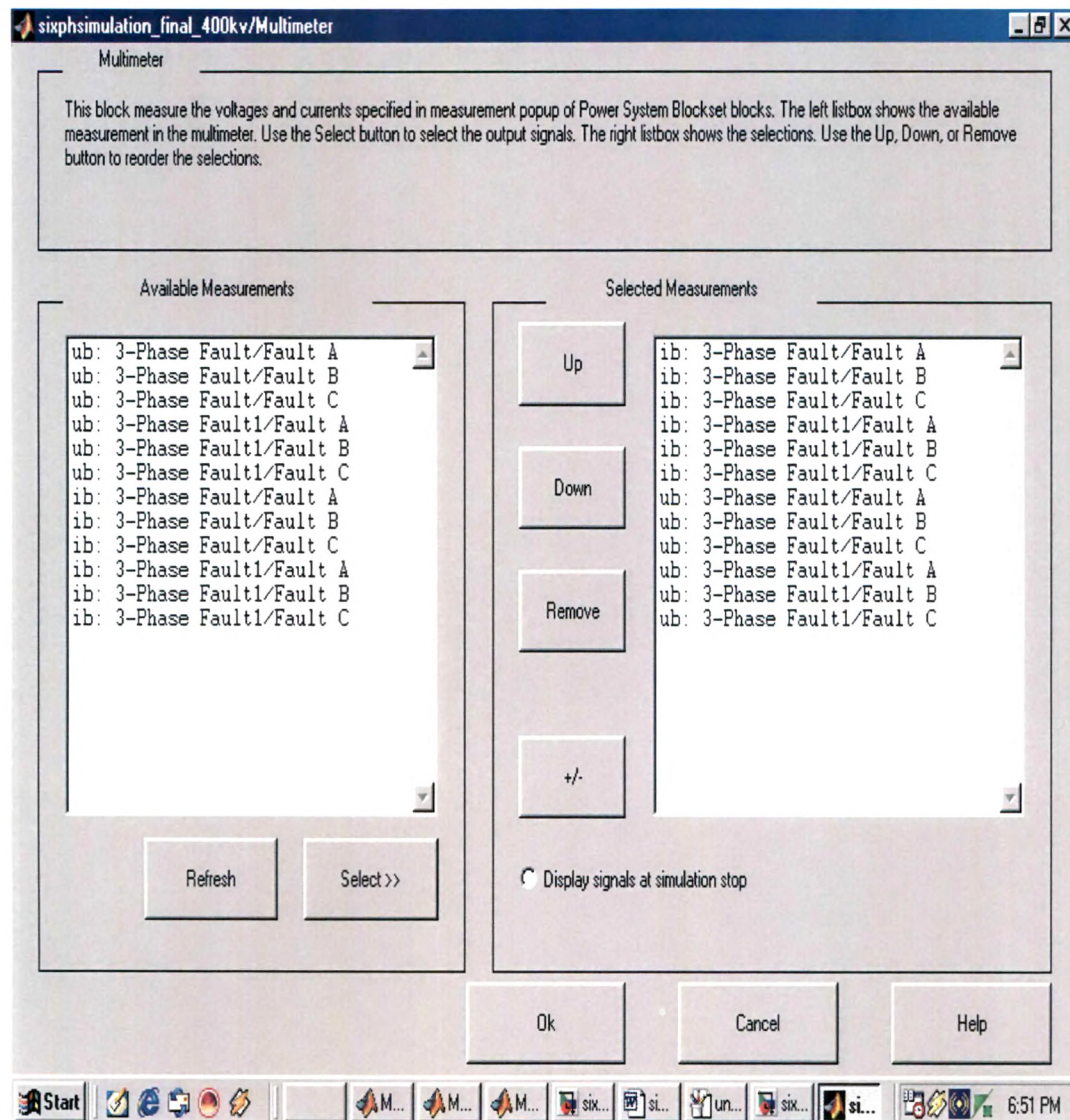 sixphsimulation_final_400kv/Multimeter
Multimeter
This block measure the voltages and currents specified in measurement popup of Power System Blockset blocks. The left listbox shows the available
measurement in the multimeter. Use the Select button to select the output signals. The right listbox shows the selections. Use the Up, Down, or Remove
button to reorder the selections.
Available Measurements
ub: 3-Phase Fault/Fault A
ub: 3-Phase Fault/Fault B
ub: 3-Phase Fault/Fault C
ub: 3-Phase Fault1/Fault A
ub: 3-Phase Fault1/Fault B
ub: 3-Phase Fault1/Fault C
ib: 3-Phase Fault/Fault A
ib: 3-Phase Fault/Fault B
ib: 3-Phase Fault/Fault C
ib: 3-Phase Fault1/Fault A
ib: 3-Phase Fault1/Fault B
ib: 3-Phase Fault1/Fault C
Refresh
Select >>
Selected Measurements
Up
Down
Remove
+/-
ib: 3-Phase Fault/Fault A
ib: 3-Phase Fault/Fault B
ib: 3-Phase Fault/Fault C
ib: 3-Phase Fault1/Fault A
ib: 3-Phase Fault1/Fault B
ib: 3-Phase Fault1/Fault C
ub: 3-Phase Fault/Fault A
ub: 3-Phase Fault/Fault B
ub: 3-Phase Fault/Fault C
ub: 3-Phase Fault1/Fault A
ub: 3-Phase Fault1/Fault B
ub: 3-Phase Fault1/Fault C
Display signals at simulation stop
Ok
Cancel
Help
Start
M...
M...
M...
six...
si...
un...
six...
si...
6:51 PM